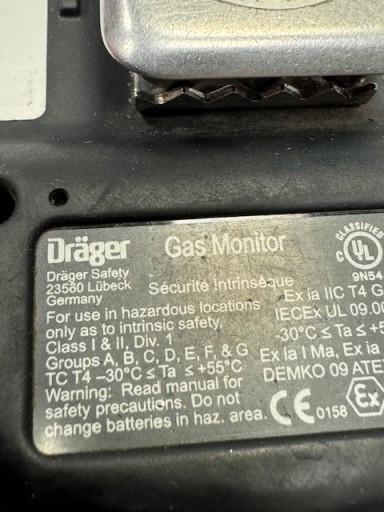 Dräger
Gas Monitor
CLASSIFIED
C UL
9N54
Dräger Safety
23560 Lübeck
Germany
Sécurité Intrinsèque
For use in hazardous locations
only as to intrinsic safety,
Class I & II, Div. 1
Groups A, B, C, D, E, F, & G
TC T4 –30°C ≤ Ta ≤ +55°C
Warning: Read manual for
safety precautions. Do not
change batteries in haz. area.
Ex ia IIC T4 G
IECEx UL 09.00
-30°C ≤ Ta ≤ +5
Ex ia I Ma, Ex ia
DEMKO 09 ATE
CE 0158
Ex